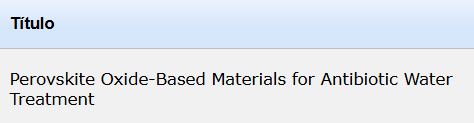 Título
Perovskite Oxide-Based Materials for Antibiotic Water
Treatment